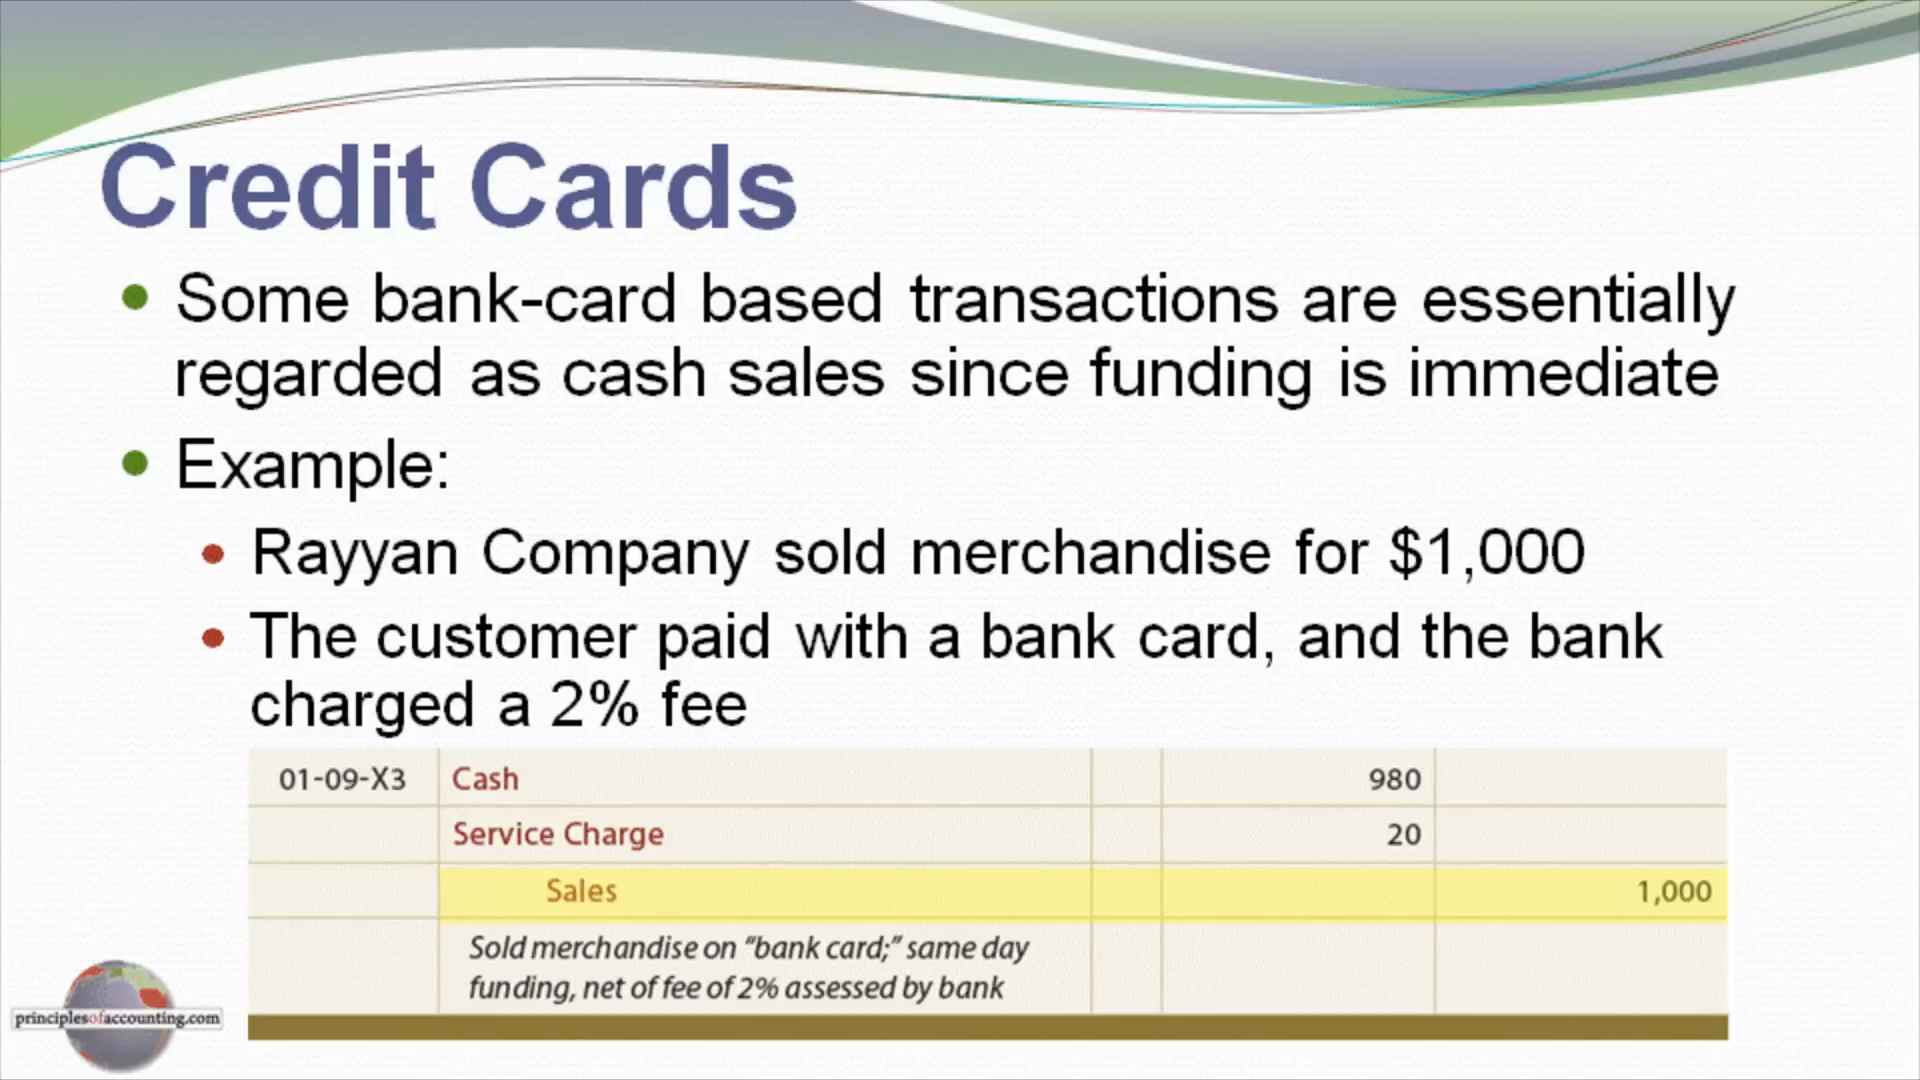 Credit Cards
Some bank-card based transactions are essentially
regarded as cash sales since funding is immediate
Example:
Rayyan Company sold merchandise for $1,000
The customer paid with a bank card, and the bank
charged a 2% fee
01-09-X3 Cash 980
Service Charge 20
Sales 1,000
Sold merchandise on “bank card;” same day
funding, net of fee of 2% assessed by bank
principlesofaccounting.com